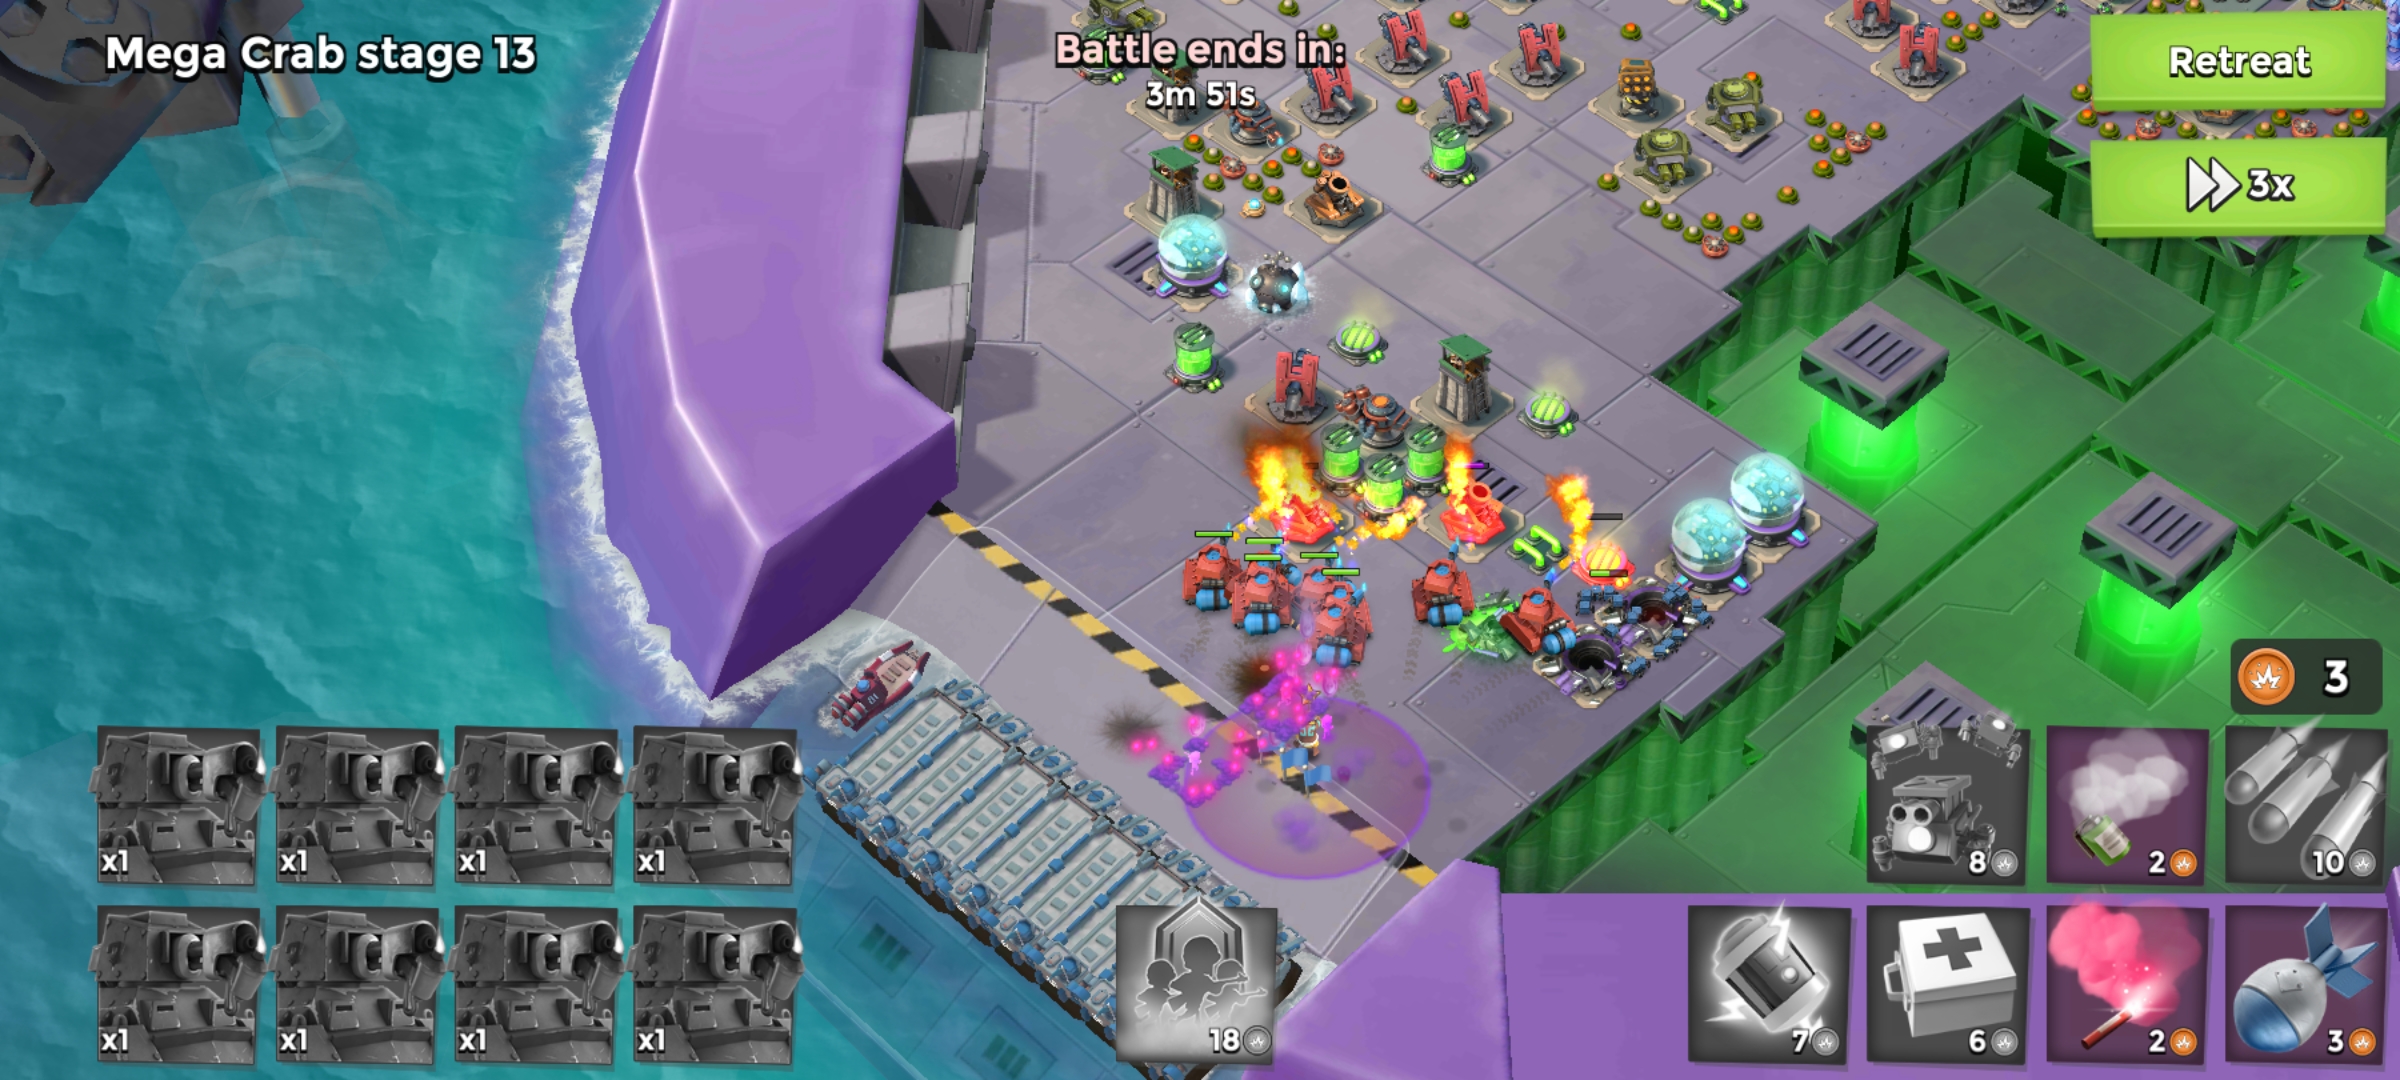 Mega Crab stage 13
Battle ends in:
3m 51s
Retreat
3x
3
x1
x1
x1
x1
8
2
10
x1
x1
x1
x1
18
7
6
2
3